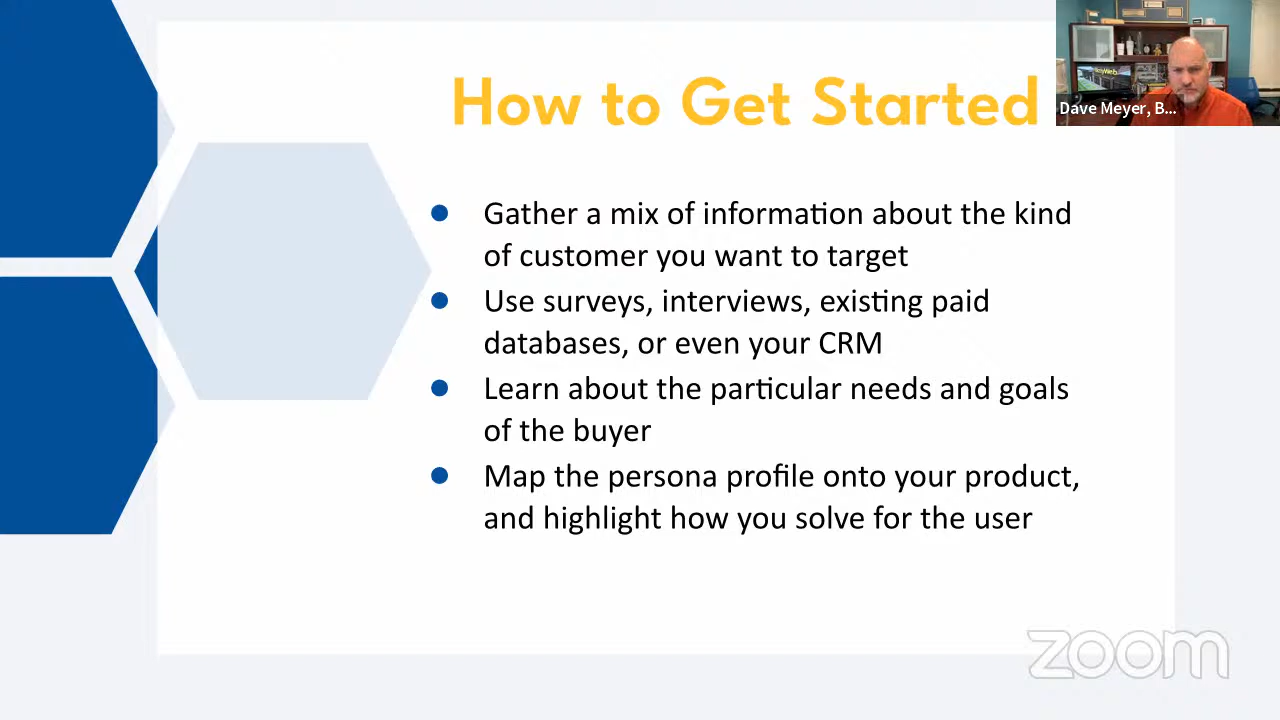 How to Get Started
Dave Meyer, B...
Gather a mix of information about the kind
of customer you want to target
Use surveys, interviews, existing paid
databases, or even your CRM
Learn about the particular needs and goals
of the buyer
Map the persona profile onto your product,
and highlight how you solve for the user
zoom